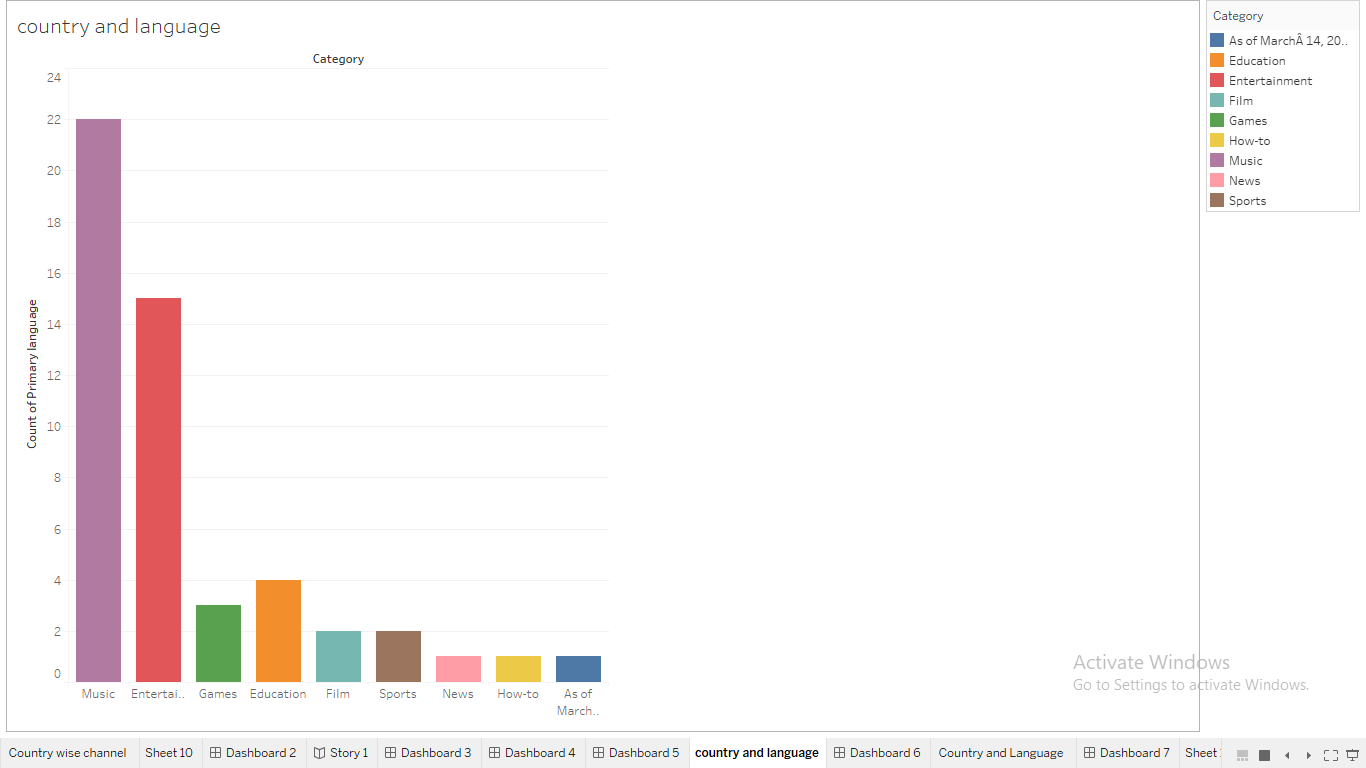 country and language
Category
24
22
20
18
16
14
12
10
8
6
4
2
0
Count of Primary language
Music
Entertai..
Games
Education
Film
Sports
News
How-to
As of
March..
Category
As of MarchÂ 14, 20..
Education
Entertainment
Film
Games
How-to
Music
News
Sports
Activate Windows
Go to Settings to activate Windows.
Country wise channel
Sheet 10
Dashboard 2
Story 1
Dashboard 3
Dashboard 4
Dashboard 5
country and language
Dashboard 6
Country and Language
Dashboard 7
Sheet